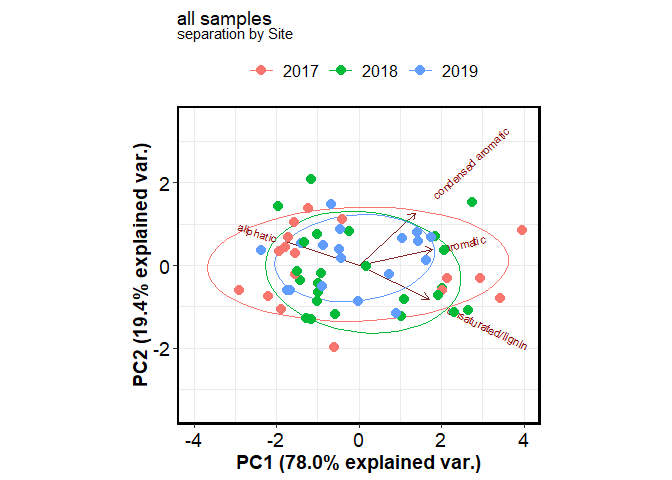 all samples
separation by Site
2017 2018 2019
condensed aromatic
aliphatic
aromatic
unsaturated/lignin
2
0
-2
-4 -2 0 2 4
PC1 (78.0% explained var.)
PC2 (19.4% explained var.)